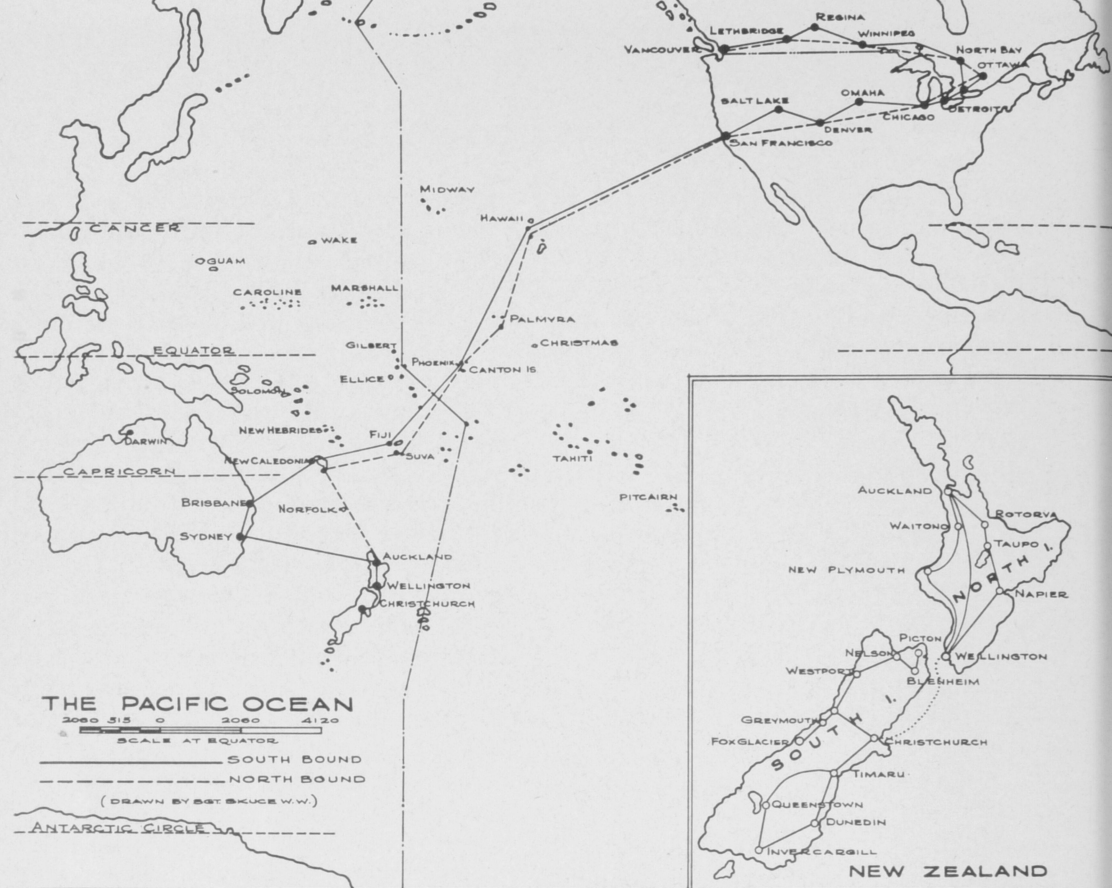 REGINA
LETHBRIDGE
WINNIPEG
VANCOUVER
NORTH BAY
OTTAWA
OMAHA
SALT LAKE
CHICAGO
DETROIT
DENVER
SAN FRANCISCO
MIDWAY
HAWAII
CANCER
WAKE
GUAM
CAROLINE
MARSHALL
PALMYRA
GILBERT
CHRISTMAS
EQUATOR
PHOENIX
CANTON IS
ELLICE
SOLOMON
NEW HEBRIDES
FIJI
DARWIN
SUVA
NEW CALEDONIA
TAHITI
CAPRICORN
PITCAIRN
BRISBANE
NORFOLK
SYDNEY
AUCKLAND
WELLINGTON
CHRISTCHURCH
THE PACIFIC OCEAN
2060 515 0 2060 4120
SCALE AT EQUATOR
SOUTH BOUND
NORTH BOUND
(DRAWN BY SGT. SKUCE W.W.)
ANTARCTIC CIRCLE
AUCKLAND
ROTORVA
WAITONO
TAUPO
NEW PLYMOUTH
NORTH I.
NAPIER
PICTON
NELSON
WELLINGTON
WESTPORT
BLENHEIM
SOUTH I.
GREYMOUTH
FOX GLACIER
CHRISTCHURCH
TIMARU
QUEENSTOWN
DUNEDIN
INVERCARGILL
NEW ZEALAND